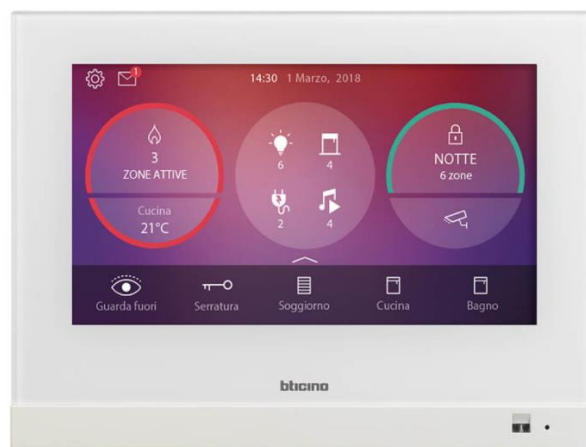 1
14:30 1 Marzo, 2018
3
ZONE ATTIVE
Cucina
21°C
6
4
2
4
NOTTE
6 zone
Guarda fuori
Serratura
Soggiorno
Cucina
Bagno
bticino